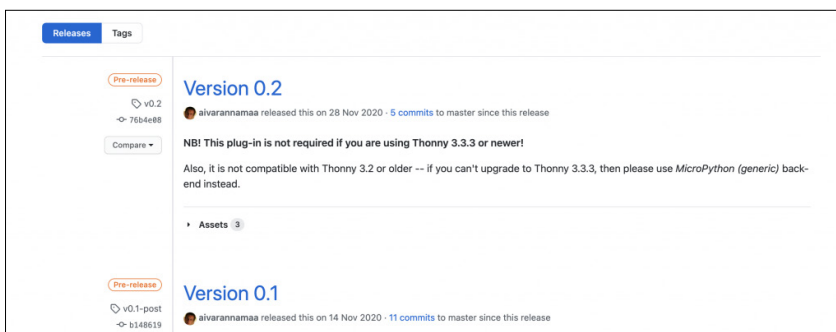 Releases Tags
Pre-release
v0.2
76b4e08
Compare
Version 0.2
aivarannamaa released this on 28 Nov 2020 · 5 commits to master since this release
NB! This plug-in is not required if you are using Thonny 3.3.3 or newer!
Also, it is not compatible with Thonny 3.2 or older -- if you can't upgrade to Thonny 3.3.3, then please use MicroPython (generic) back-
end instead.
Assets 3
Pre-release
v0.1-post
b148619
Version 0.1
aivarannamaa released this on 14 Nov 2020 · 11 commits to master since this release